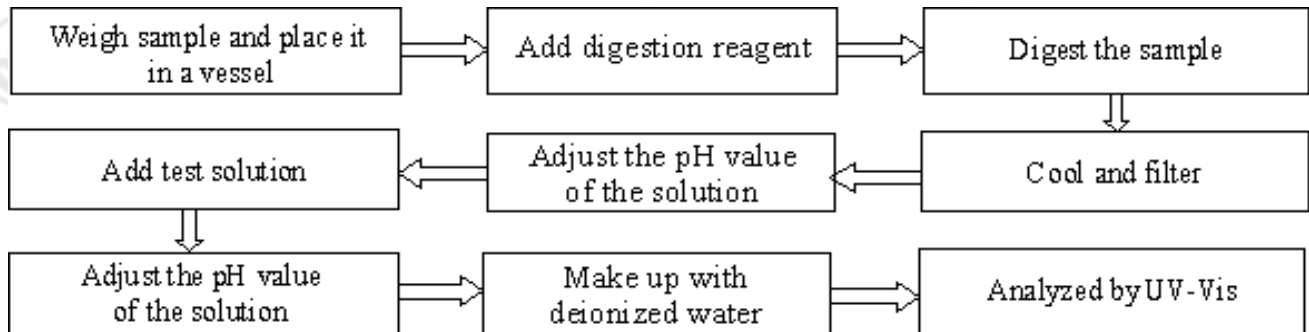 Weigh sample and place it
in a vessel
Add digestion reagent
Digest the sample
Cool and filter
Adjust the pH value
of the solution
Add test solution
Adjust the pH value
of the solution
Make up with
deionized water
Analyzed by UV-Vis